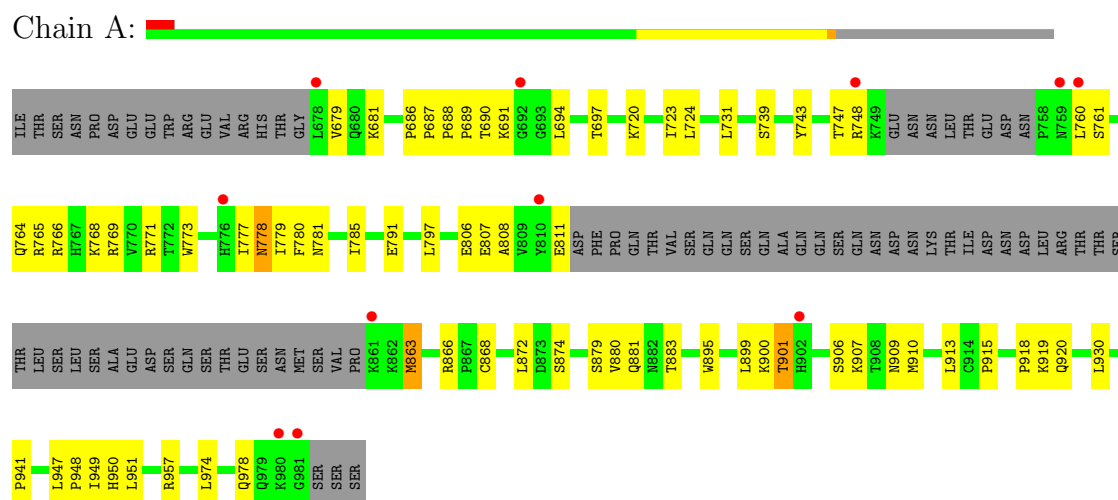 Chain A:
ILE THR SER ASN PRO ASP GLU GLU TRP ARG GLU VAL ARG HIS THR GLY L678 V679 Q680 K681 P686 P687 P688 P689 T690 K691 G692 G693 L694 T697 K720 I723 L724 L731 S739 Y743 T747 R748 K749 GLU ASN ASN LEU THR GLU ASP ASN P758 N759 L760 S761
Q764 R765 R766 H767 K768 R769 V770 R771 T772 W773 H776 I777 N778 I779 F780 N781 I785 E791 L797 E806 E807 A808 V809 Y810 E811 ASP PHE PRO GLN THR VAL SER GLN GLN SER GLN ALA GLN GLN SER GLN ASN ASP ASN LYS THR ILE ASP ASN ASP LEU ARG THR THR SER
THR LEU SER LEU SER ALA GLU ASP SER GLN SER THR GLU SER ASN MET SER VAL PRO K861 K862 M863 R866 P867 C868 L872 D873 S874 S879 V880 Q881 N882 T883 W895 L899 K900 T901 H902 S906 K907 T908 N909 M910 L913 C914 P915 P918 K919 Q920 L930
P941 L947 P948 I949 H950 L951 R957 L974 Q978 Q979 K980 G981 SER SER SER